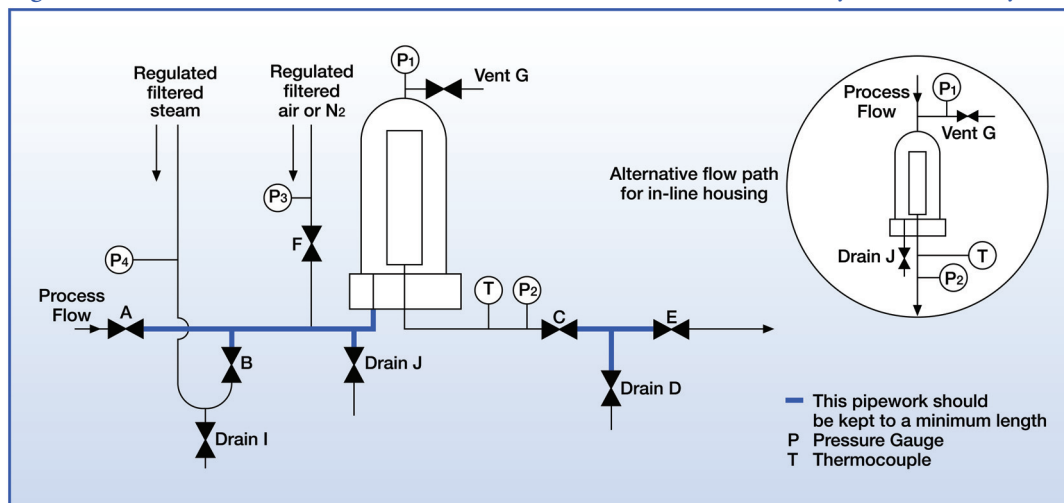 Regulated
filtered
steam
Regulated
filtered
air or N2
P1
Vent G
P3
F
P4
Process
Flow
A
B
Drain I
Drain J
T
P2
C
E
Drain D
Process
Flow
P1
Vent G
Alternative flow path
for in-line housing
Drain J
T
P2
This pipework should
be kept to a minimum length
P Pressure Gauge
T Thermocouple